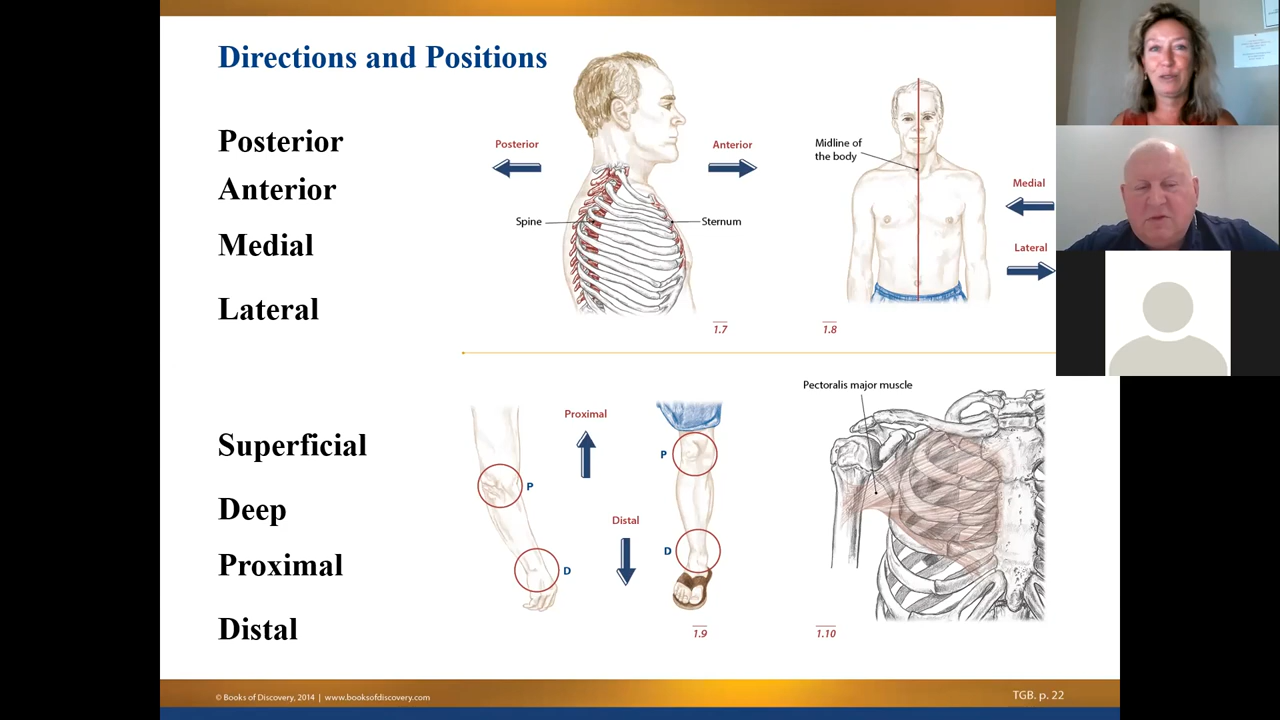 Directions and Positions
Posterior
Anterior
Medial
Lateral
Posterior
Anterior
Spine
Sternum
1.7
Midline of
the body
Medial
Lateral
1.8
Superficial
Deep
Proximal
Distal
Proximal
P
P
Distal
D
D
1.9
Pectoralis major muscle
1.10
© Books of Discovery, 2014 | www.booksofdiscovery.com
TGB. p. 22